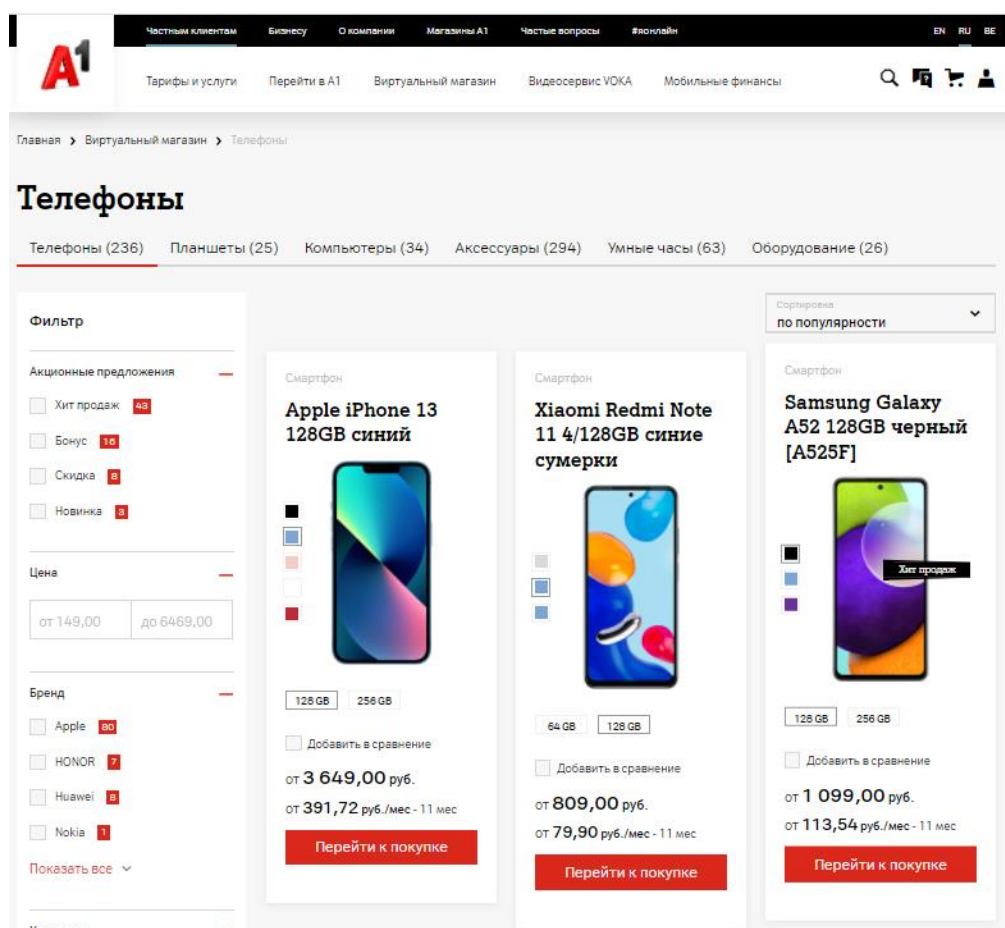 Частным клиентам Бизнесу О компании Магазины А1 Частые вопросы #яонлайн EN RU BE
A1
Тарифы и услуги Перейти в А1 Виртуальный магазин Видеосервис VOKA Мобильные финансы
Главная > Виртуальный магазин > Телефоны
Телефоны
Телефоны (236) Планшеты (25) Компьютеры (34) Аксессуары (294) Умные часы (63) Оборудование (26)
Сортировка
по популярности
Фильтр
Акционные предложения
Хит продаж 43
Бонус 16
Скидка 8
Новинка 3
Цена
от 149,00 до 6469,00
Бренд
Apple 80
HONOR 7
Huawei 8
Nokia 1
Показать все
Смартфон
Apple iPhone 13
128GB синий
128 GB 256 GB
Добавить в сравнение
от 3 649,00 руб.
от 391,72 руб./мес - 11 мес
Перейти к покупке
Смартфон
Xiaomi Redmi Note
11 4/128GB синие
сумерки
64 GB 128 GB
Добавить в сравнение
от 809,00 руб.
от 79,90 руб./мес - 11 мес
Перейти к покупке
Смартфон
Samsung Galaxy
A52 128GB черный
[A525F]
Хит продаж
128 GB 256 GB
Добавить в сравнение
от 1 099,00 руб.
от 113,54 руб./мес - 11 мес
Перейти к покупке